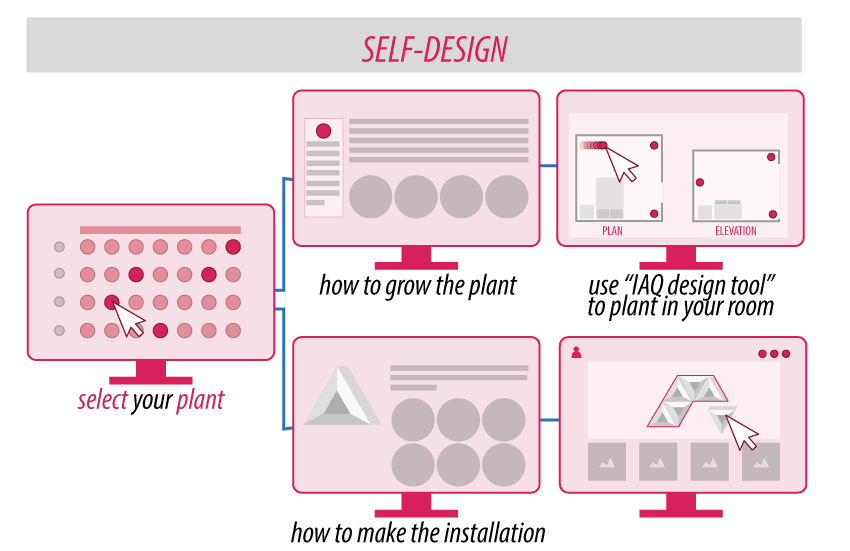 SELF-DESIGN
select your plant
how to grow the plant
PLAN
ELEVATION
use “IAQ design tool”
to plant in your room
how to make the installation